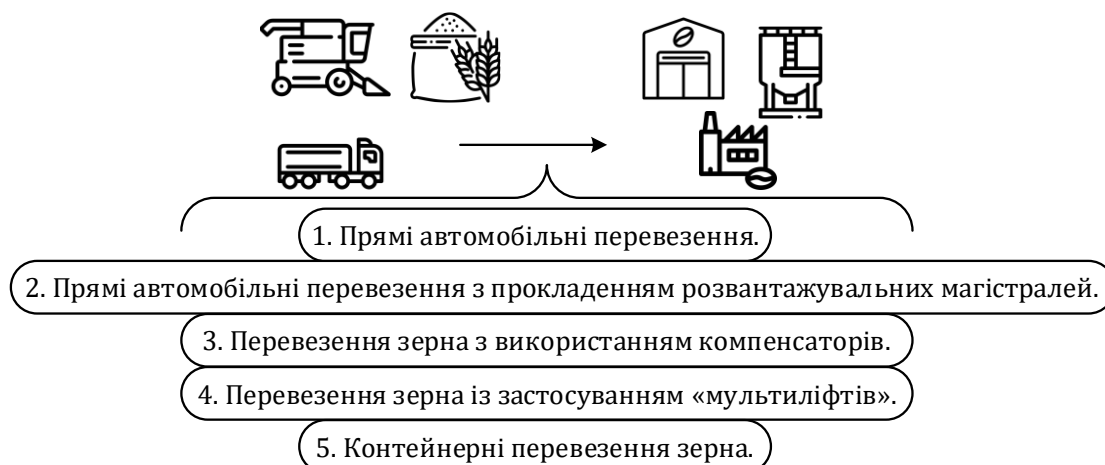 1. Прямі автомобільні перевезення.
2. Прямі автомобільні перевезення з прокладенням розвантажувальних магістралей.
3. Перевезення зерна з використанням компенсаторів.
4. Перевезення зерна із застосуванням «мультиліфтів».
5. Контейнерні перевезення зерна.